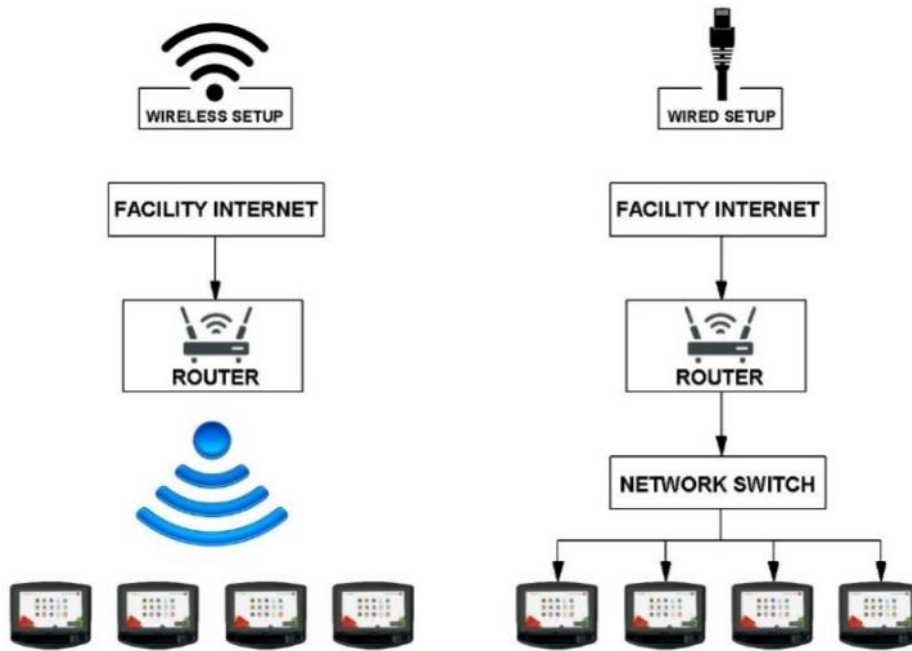 WIRELESS SETUP
FACILITY INTERNET
ROUTER
WIRED SETUP
FACILITY INTERNET
ROUTER
NETWORK SWITCH